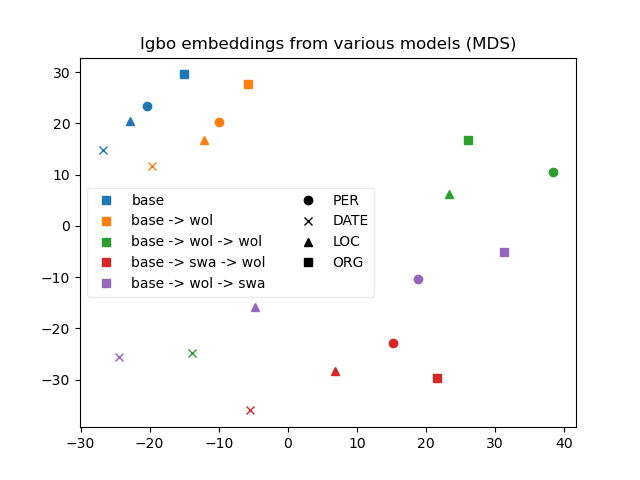 Igbo embeddings from various models (MDS)
30
20
10
0
−10
−20
−30
base
base -> wol
base -> wol -> wol
base -> swa -> wol
base -> wol -> swa
PER
DATE
LOC
ORG
−30 −20 −10 0 10 20 30 40